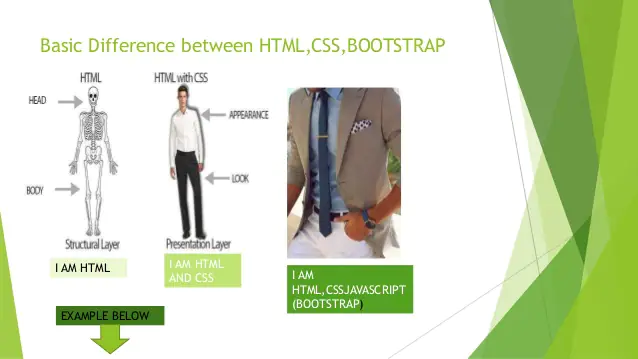 Basic Difference between HTML,CSS,BOOTSTRAP
HTML
HTML with CSS
HEAD
APPEARANCE
LOOK
BODY
Structural Layer
Presentation Layer
I AM HTML
I AM HTML
AND CSS
I AM
HTML,CSSJAVASCRIPT
(BOOTSTRAP)
EXAMPLE BELOW